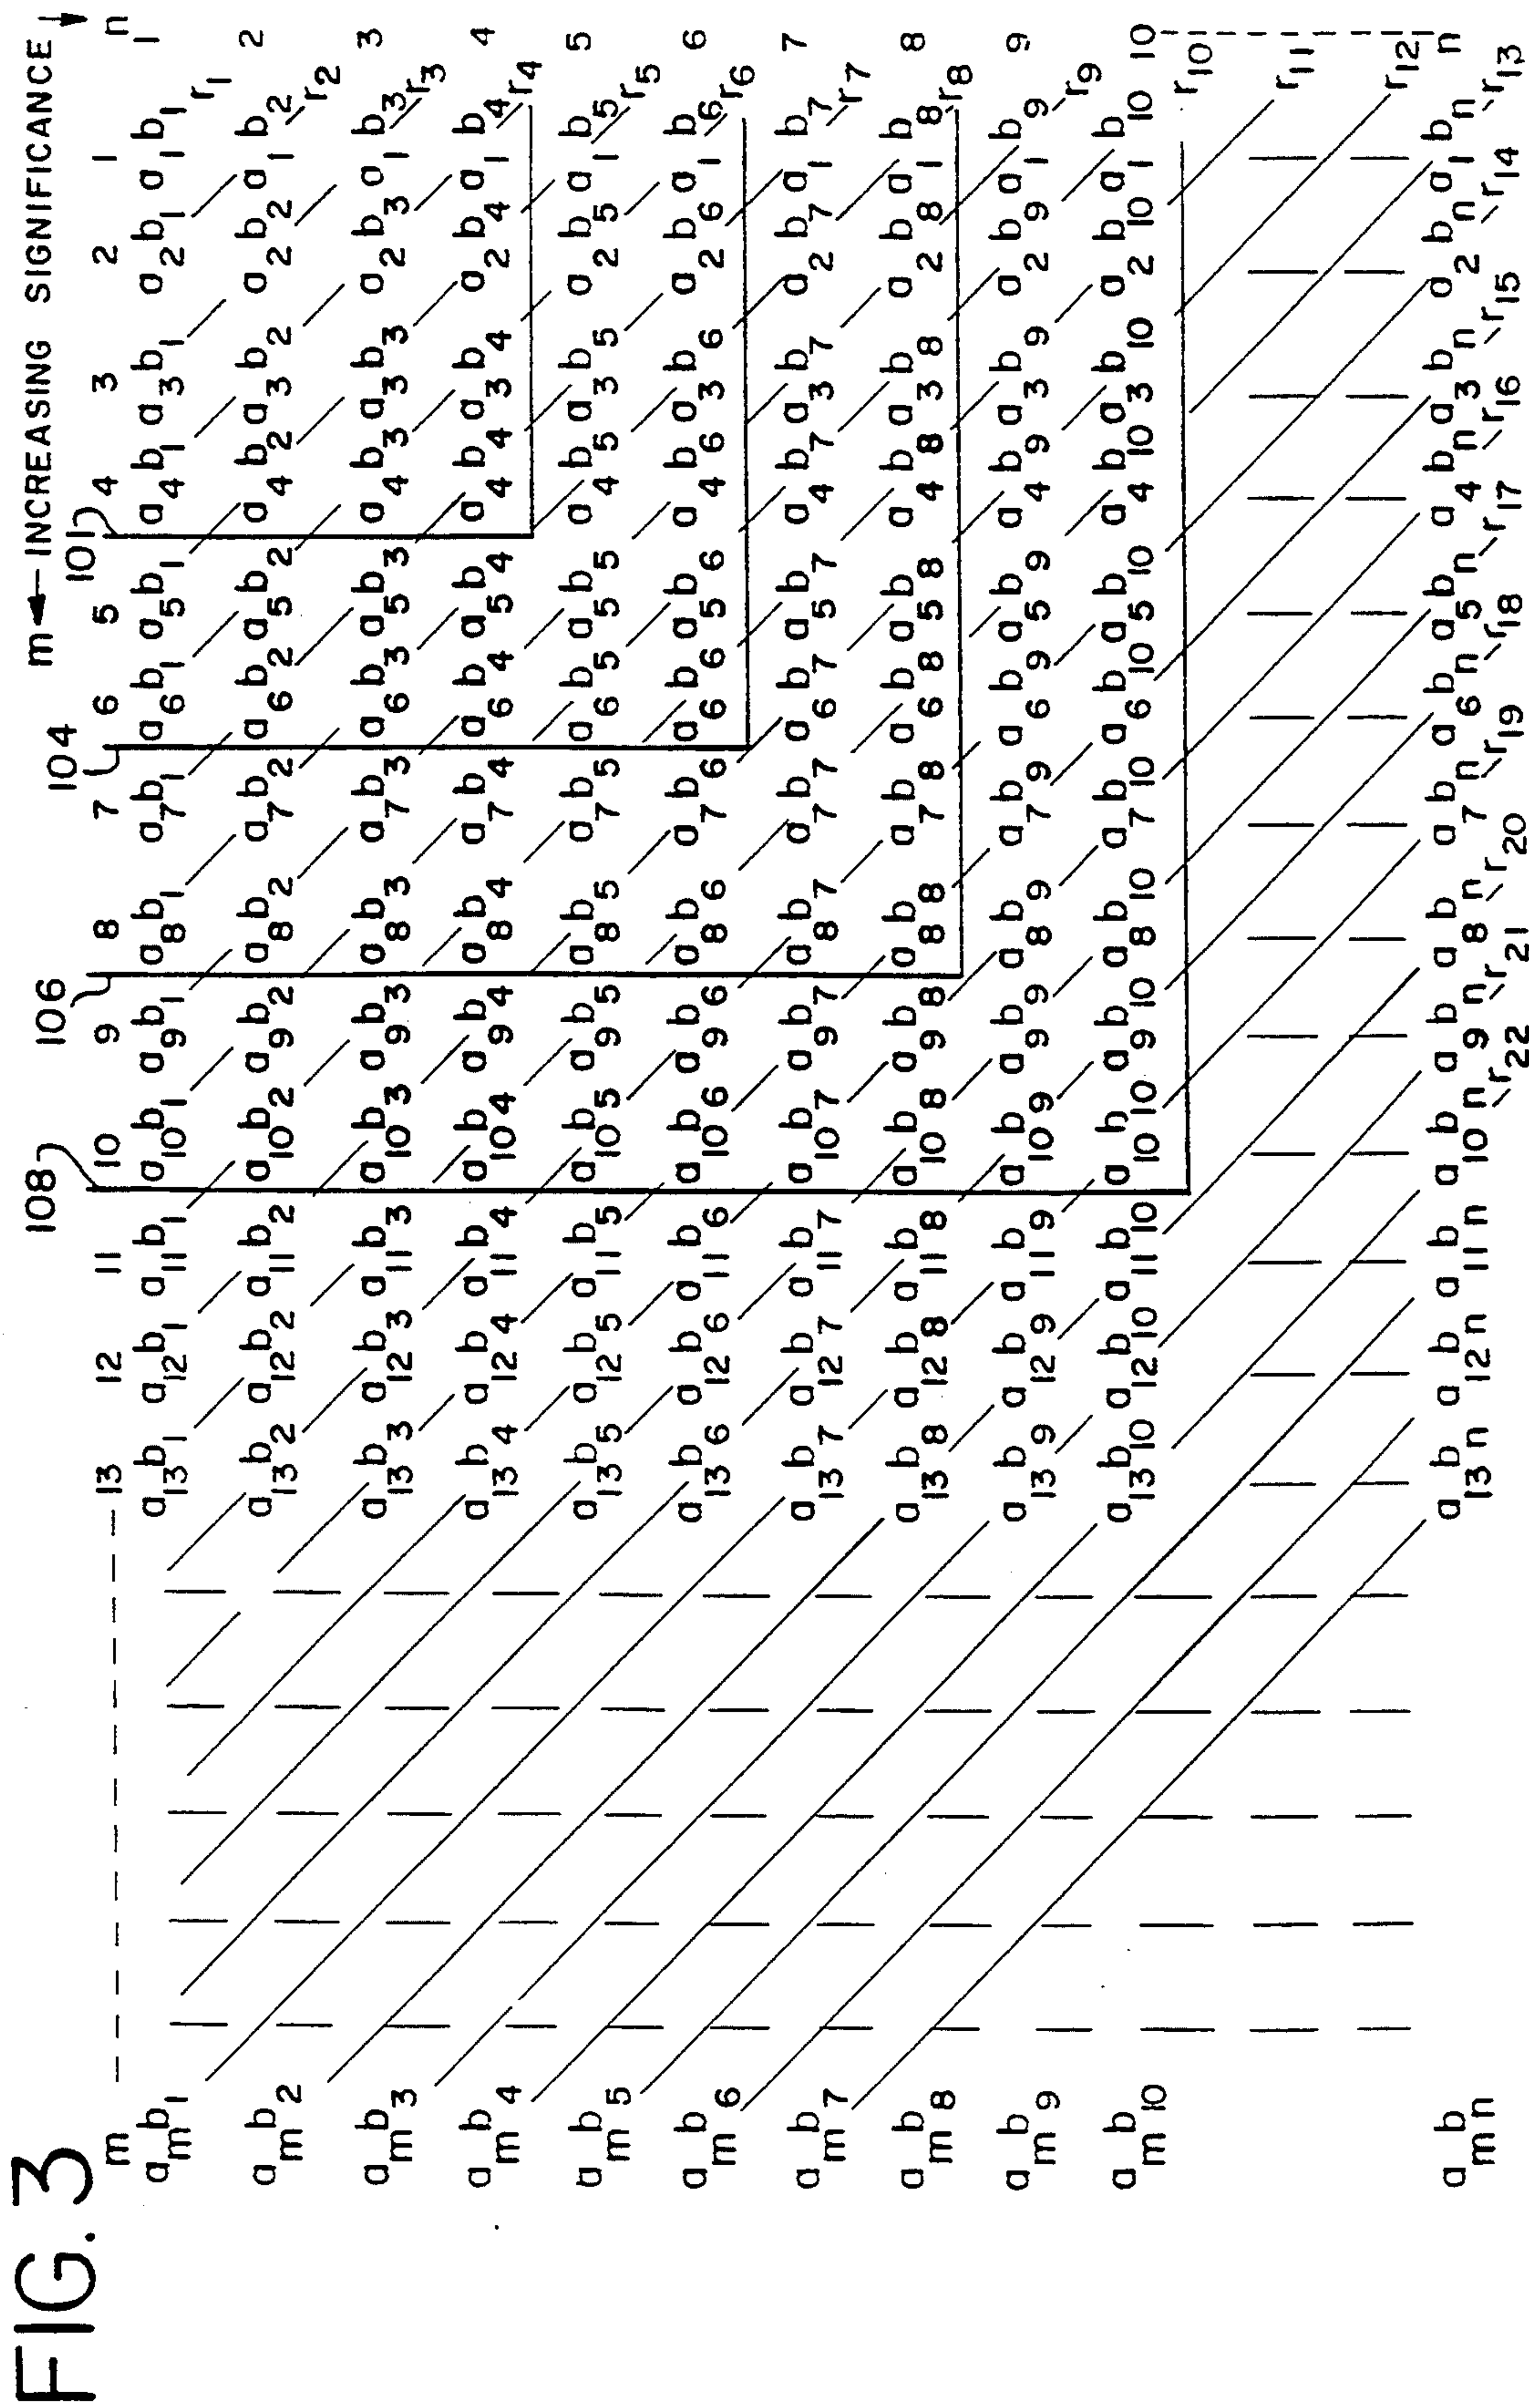 FIG. 3
m ← INCREASING SIGNIFICANCE ↓
108 106 104 101
m 13 12 11 10 9 8 7 6 5 4 3 2 1 n
aₘb₁ a₁₃b₁ a₁₂b₁ a₁₁b₁ a₁₀b₁ a₉b₁ a₈b₁ a₇b₁ a₆b₁ a₅b₁ a₄b₁ a₃b₁ a₂b₁ a₁b₁ 1
r₁
aₘb₂ a₁₃b₂ a₁₂b₂ a₁₁b₂ a₁₀b₂ a₉b₂ a₈b₂ a₇b₂ a₆b₂ a₅b₂ a₄b₂ a₃b₂ a₂b₂ a₁b₂ 2
r₂
aₘb₃ a₁₃b₃ a₁₂b₃ a₁₁b₃ a₁₀b₃ a₉b₃ a₈b₃ a₇b₃ a₆b₃ a₅b₃ a₄b₃ a₃b₃ a₂b₃ a₁b₃ 3
r₃
aₘb₄ a₁₃b₄ a₁₂b₄ a₁₁b₄ a₁₀b₄ a₉b₄ a₈b₄ a₇b₄ a₆b₄ a₅b₄ a₄b₄ a₃b₄ a₂b₄ a₁b₄ 4
r₄
aₘb₅ a₁₃b₅ a₁₂b₅ a₁₁b₅ a₁₀b₅ a₉b₅ a₈b₅ a₇b₅ a₆b₅ a₅b₅ a₄b₅ a₃b₅ a₂b₅ a₁b₅ 5
r₅
aₘb₆ a₁₃b₆ a₁₂b₆ a₁₁b₆ a₁₀b₆ a₉b₆ a₈b₆ a₇b₆ a₆b₆ a₅b₆ a₄b₆ a₃b₆ a₂b₆ a₁b₆ 6
r₆
aₘb₇ a₁₃b₇ a₁₂b₇ a₁₁b₇ a₁₀b₇ a₉b₇ a₈b₇ a₇b₇ a₆b₇ a₅b₇ a₄b₇ a₃b₇ a₂b₇ a₁b₇ 7
r₇
aₘb₈ a₁₃b₈ a₁₂b₈ a₁₁b₈ a₁₀b₈ a₉b₈ a₈b₈ a₇b₈ a₆b₈ a₅b₈ a₄b₈ a₃b₈ a₂b₈ a₁b₈ 8
r₈
aₘb₉ a₁₃b₉ a₁₂b₉ a₁₁b₉ a₁₀b₉ a₉b₉ a₈b₉ a₇b₉ a₆b₉ a₅b₉ a₄b₉ a₃b₉ a₂b₉ a₁b₉ 9
r₉
aₘb₁₀ a₁₃b₁₀ a₁₂b₁₀ a₁₁b₁₀ a₁₀b₁₀ a₉b₁₀ a₈b₁₀ a₇b₁₀ a₆b₁₀ a₅b₁₀ a₄b₁₀ a₃b₁₀ a₂b₁₀ a₁b₁₀ 10
r₁₀
r₁₁
r₁₂
aₘbₙ a₁₃bₙ a₁₂bₙ a₁₁bₙ a₁₀bₙ a₉bₙ a₈bₙ a₇bₙ a₆bₙ a₅bₙ a₄bₙ a₃bₙ a₂bₙ a₁bₙ n
r₂₂ r₂₁ r₂₀ r₁₉ r₁₈ r₁₇ r₁₆ r₁₅ r₁₄ r₁₃